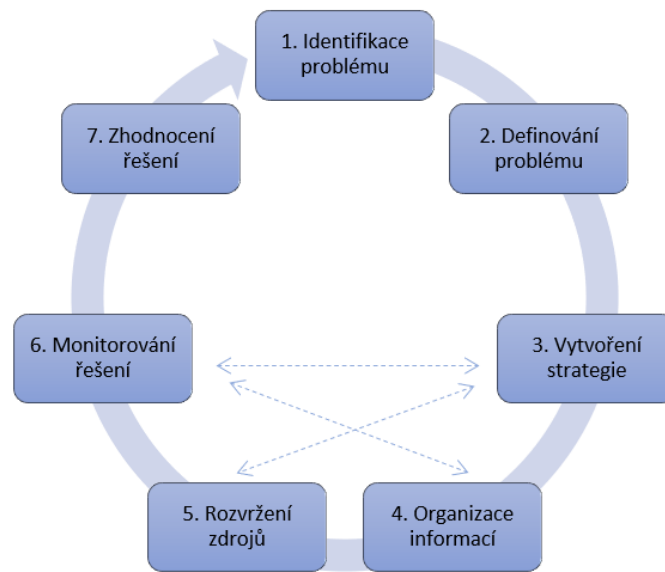 1. Identifikace
problému
2. Definování
problému
3. Vytvoření
strategie
4. Organizace
informací
5. Rozvržení
zdrojů
6. Monitorování
řešení
7. Zhodnocení
řešení